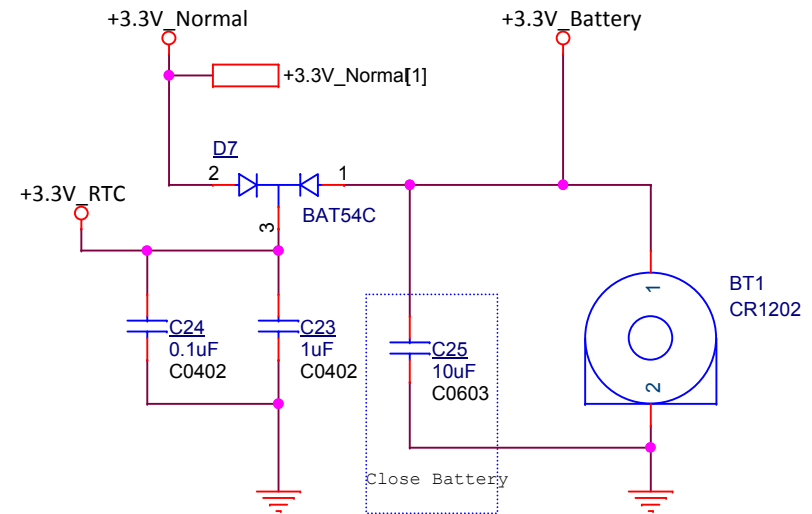 +3.3V_Normal
+3.3V_Battery
+3.3V_Normal[1]
D7
2
1
+3.3V_RTC
BAT54C
3
C24
0.1uF
C0402
C23
1uF
C0402
C25
10uF
C0603
1
BT1
CR1202
2
Close Battery